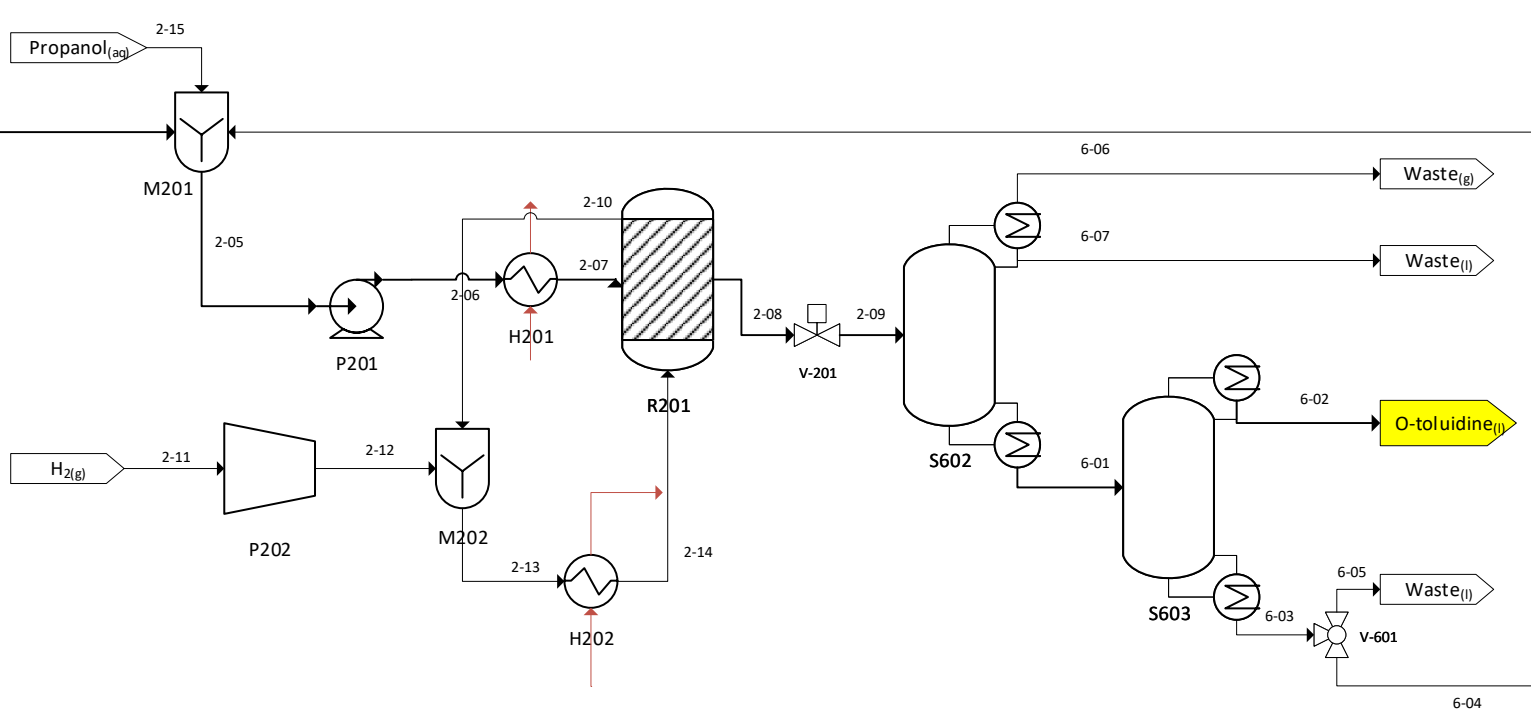 2-15
Propanol(aq)
M201
2-05
2-10
2-07
2-06
H201
P201
R201
2-08
2-09
V-201
6-06
Waste(g)
6-07
Waste(l)
S602
6-01
6-02
O-toluidine(l)
H2(g)
2-11
2-12
P202
M202
2-13
2-14
H202
S603
6-03
6-05
Waste(l)
V-601
6-04